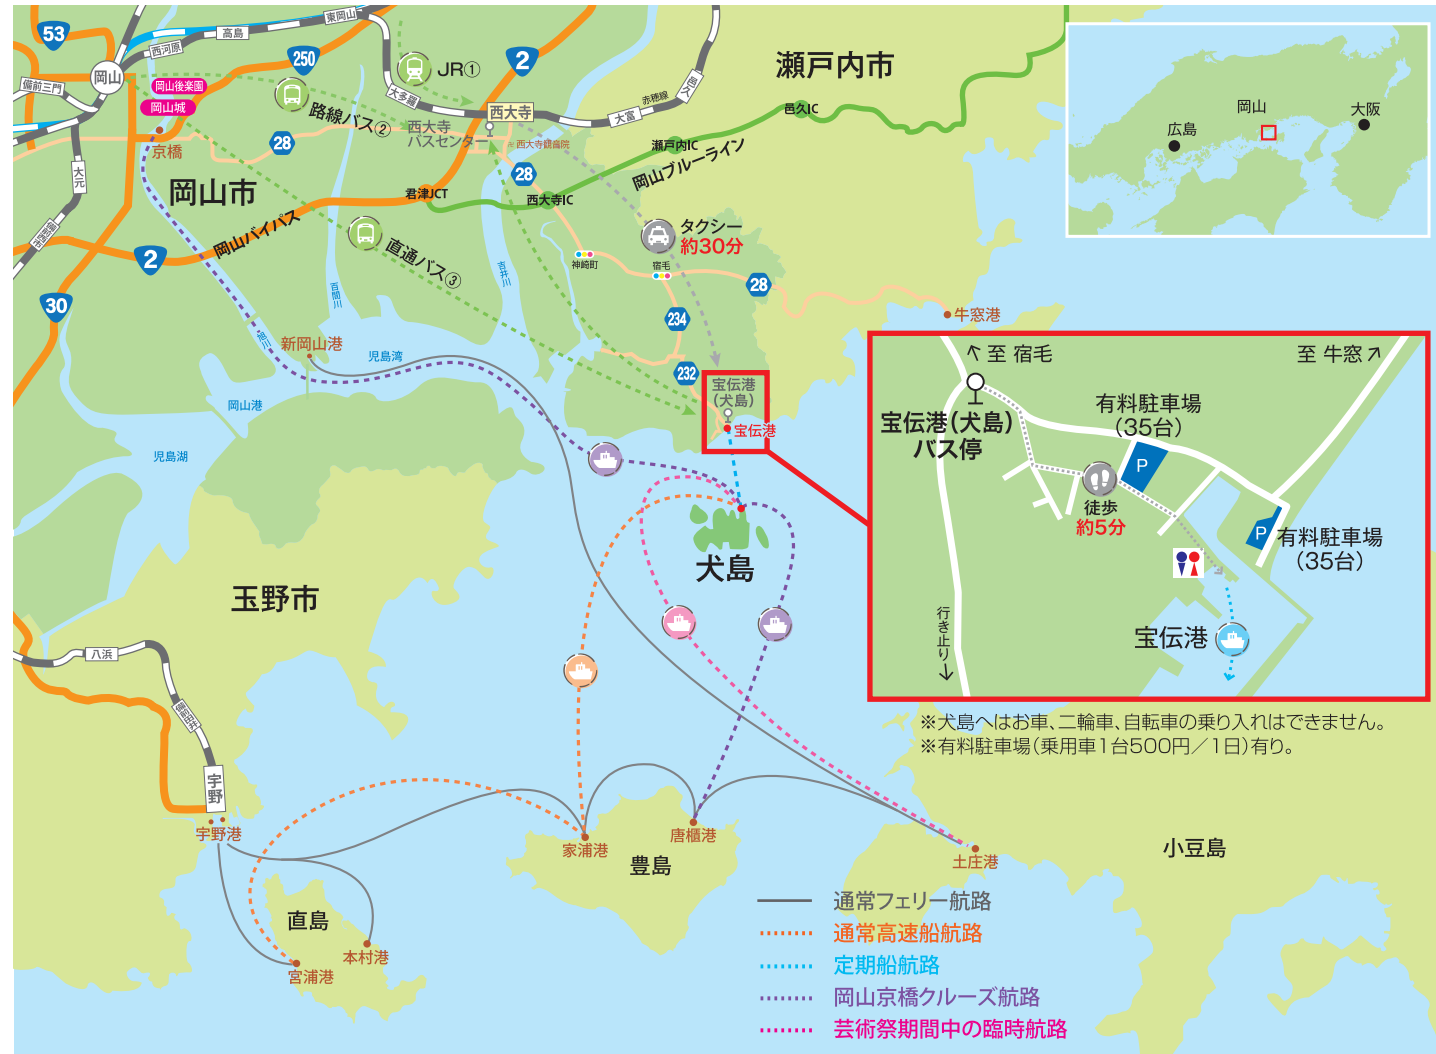 53
高島
東岡山
西河原
250
岡山
備前三門
岡山後楽園
岡山城
京橋
大元
備前西市
岡山市
JR①
大多羅
2
西大寺
路線バス②
西大寺
バスセンター
28
西大寺観音院
28
大富
赤穂線
邑久
瀬戸内市
邑久IC
瀬戸内IC
岡山ブルーライン
君津JCT
西大寺IC
岡山バイパス
2
30
直通バス③
タクシー
約30分
神崎町
宿毛
吉井川
百間川
旭川
28
234
232
牛窓港
新岡山港
児島湾
岡山港
児島湖
宝伝港
(犬島)
宝伝港
犬島
玉野市
八浜
備前田井
宇野
宇野港
直島
本村港
宮浦港
家浦港
豊島
唐櫃港
土庄港
小豆島
岡山
広島
大阪
至 宿毛
至 牛窓
宝伝港(犬島)
バス停
有料駐車場
(35台)
P
徒歩
約5分
P
有料駐車場
(35台)
行き止り
宝伝港
※犬島へはお車、二輪車、自転車の乗り入れはできません。
※有料駐車場(乗用車1台500円／1日)有り。
通常フェリー航路
通常高速船航路
定期船航路
岡山京橋クルーズ航路
芸術祭期間中の臨時航路